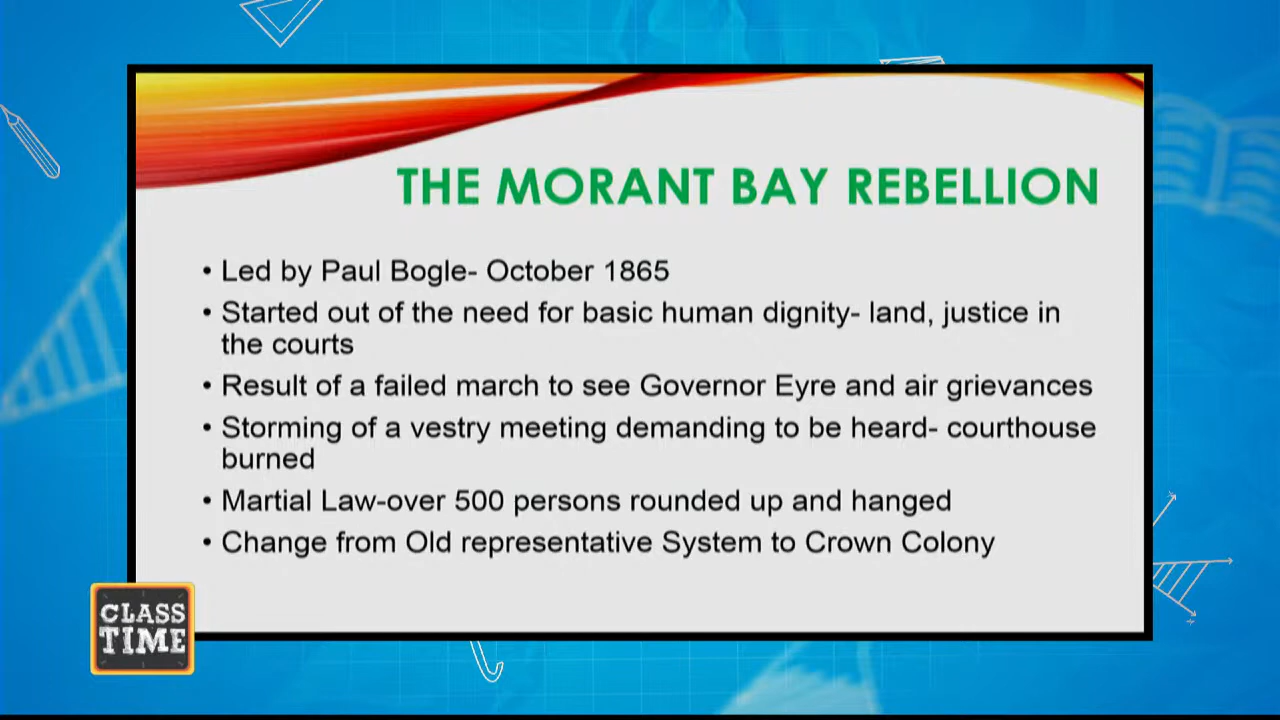 THE MORANT BAY REBELLION
• Led by Paul Bogle- October 1865
• Started out of the need for basic human dignity- land, justice in
the courts
• Result of a failed march to see Governor Eyre and air grievances
• Storming of a vestry meeting demanding to be heard- courthouse
burned
• Martial Law-over 500 persons rounded up and hanged
• Change from Old representative System to Crown Colony
CLASS
TIME